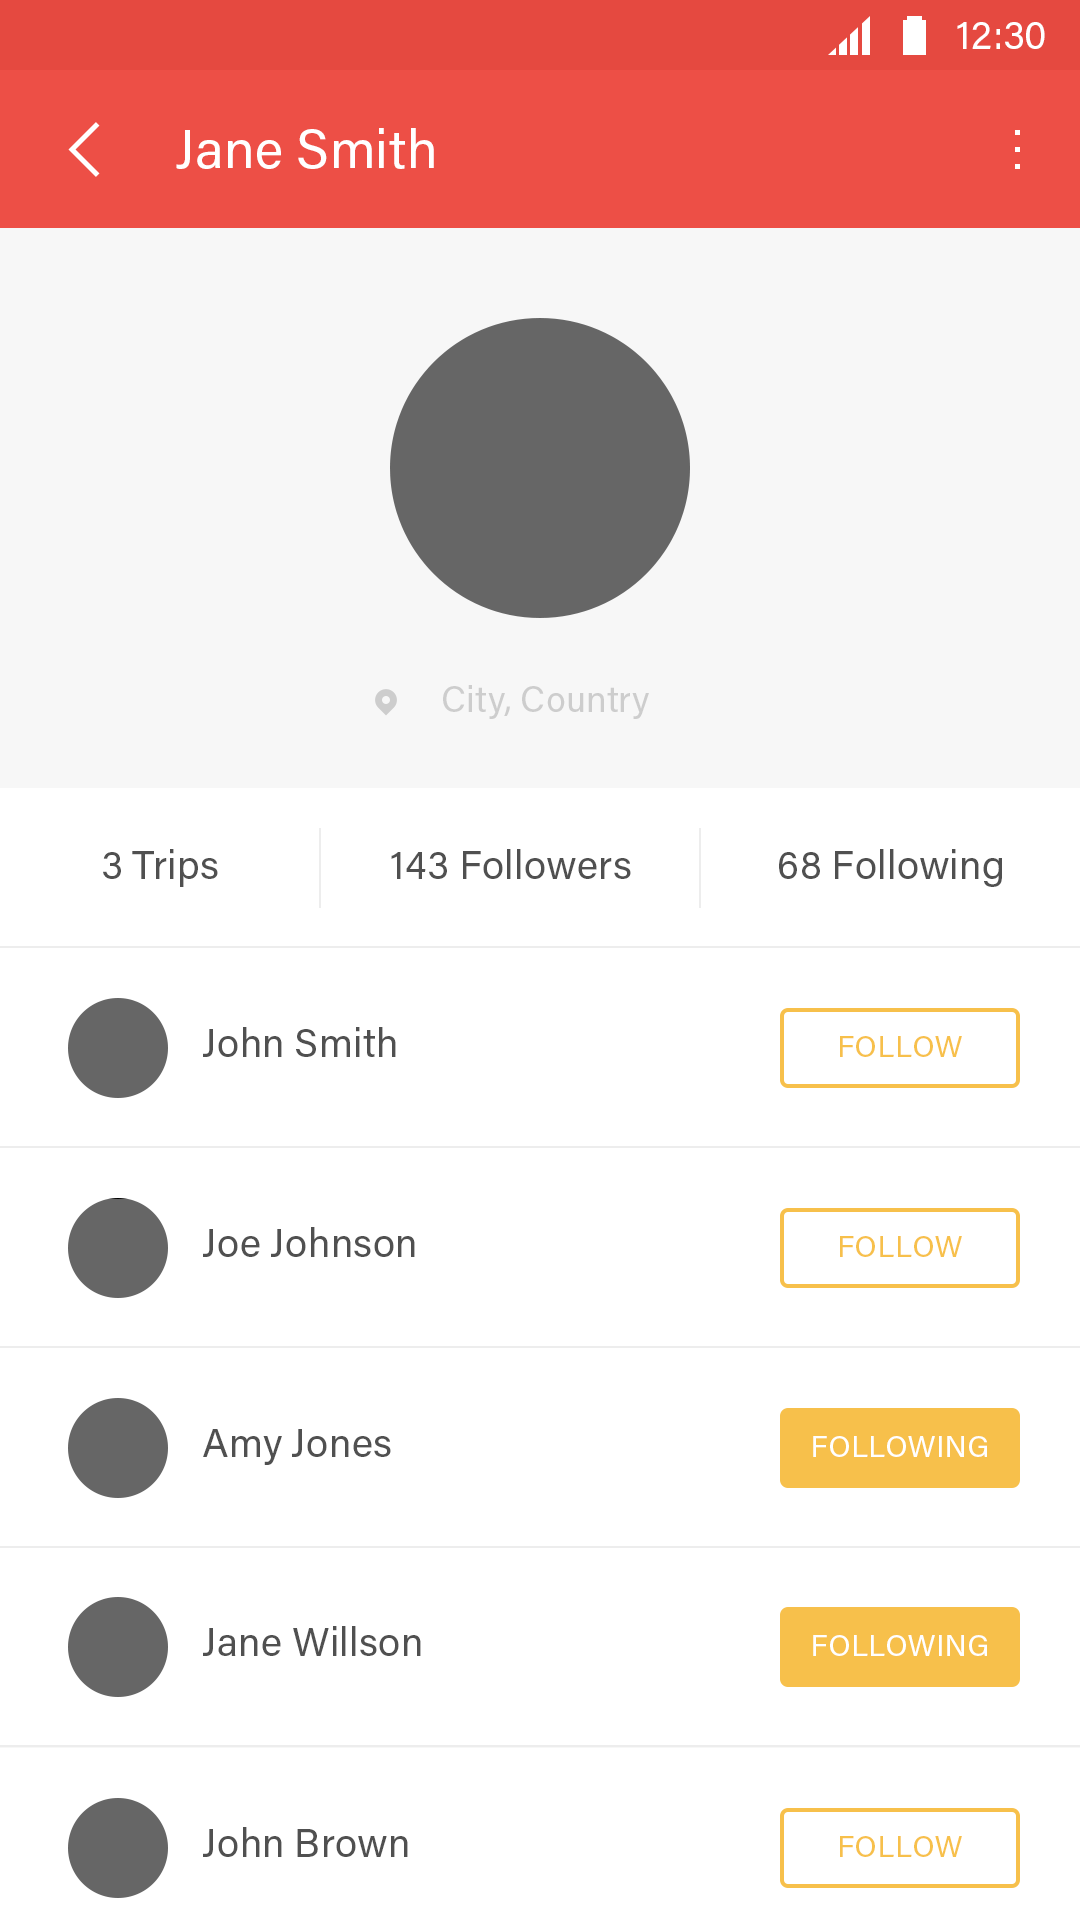 12:30
Jane Smith
City, Country
3 Trips
143 Followers
68 Following
John Smith
FOLLOW
Joe Johnson
FOLLOW
Amy Jones
FOLLOWING
Jane Willson
FOLLOWING
John Brown
FOLLOW